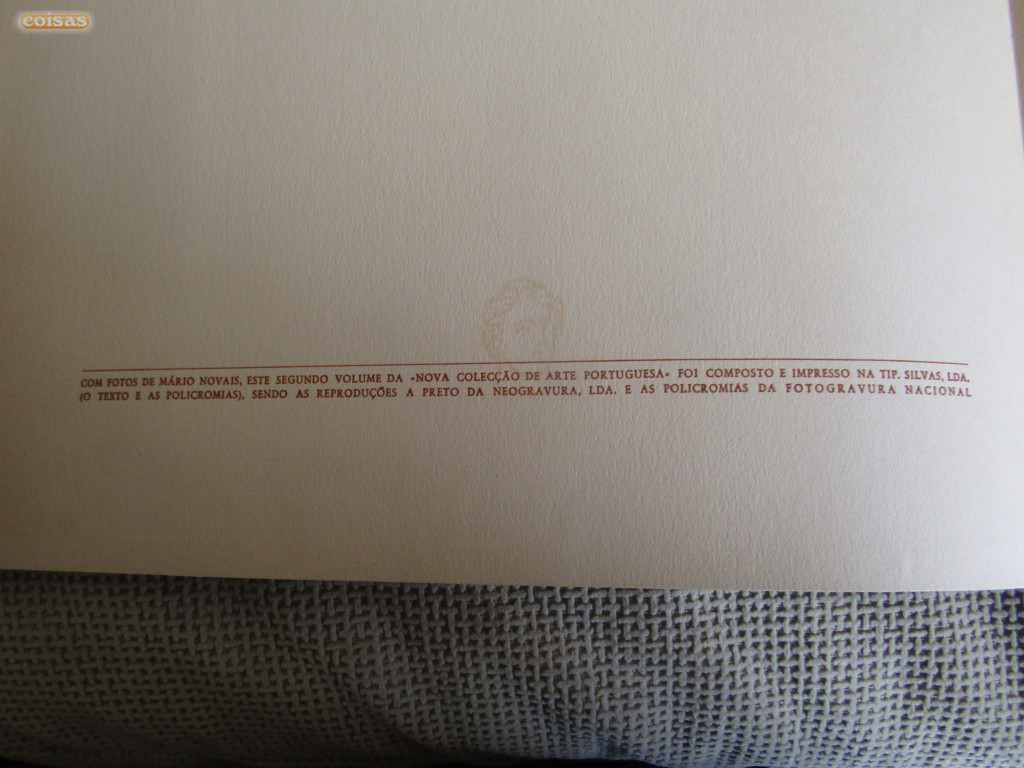 coisas
COM FOTOS DE MÁRIO NOVAIS, ESTE SEGUNDO VOLUME DA «NOVA COLECÇÃO DE ARTE PORTUGUESA» FOI COMPOSTO E IMPRESSO NA TIP. SILVAS, LDA.
(O TEXTO E AS POLICROMIAS), SENDO AS REPRODUÇÕES A PRETO DA NEOGRAVURA, LDA. E AS POLICROMIAS DA FOTOGRAVURA NACIONAL